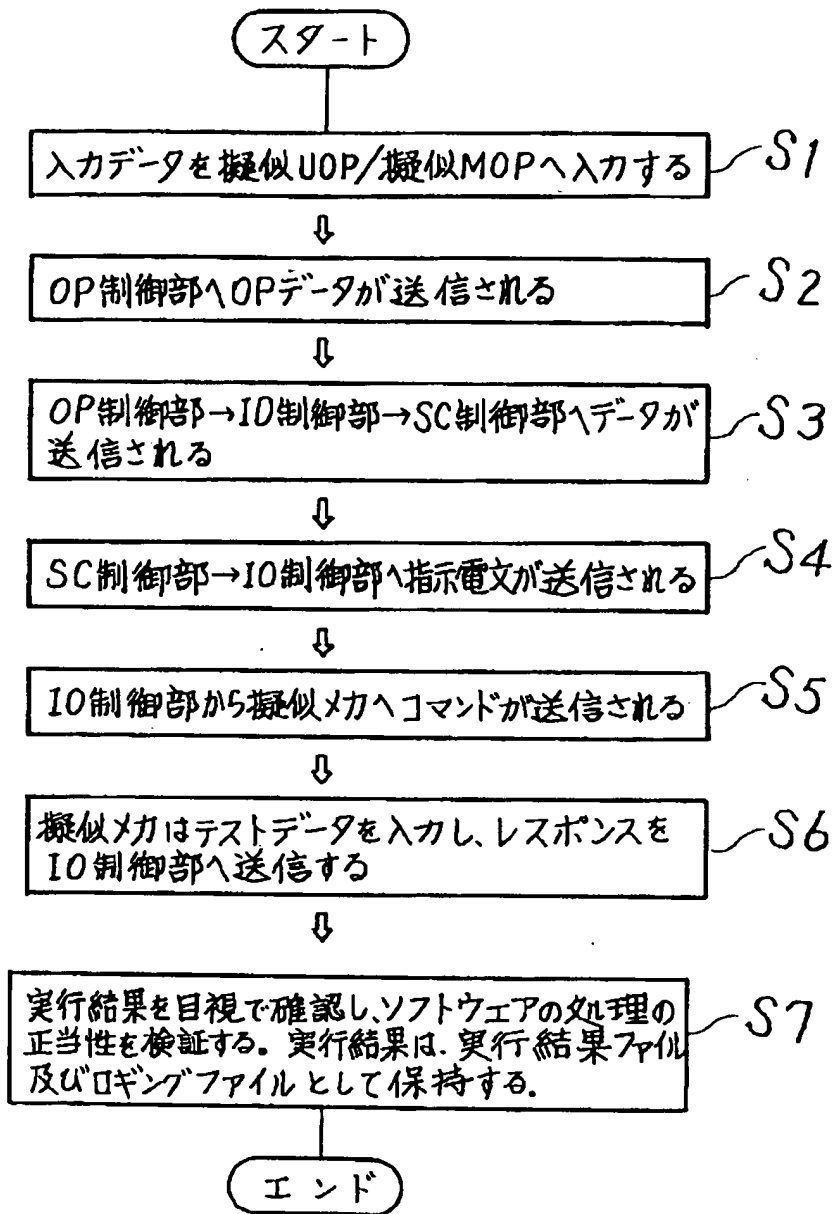 スタート
入力データを擬似UOP/擬似MOPへ入力する
S1
OP制御部へOPデータが送信される
S2
OP制御部→IO制御部→SC制御部へデータが
送信される
S3
SC制御部→IO制御部へ指示電文が送信される
S4
IO制御部から擬似メカへコマンドが送信される
S5
擬似メカはテストデータを入力し、レスポンスを
IO制御部へ送信する
S6
実行結果を目視で確認し、ソフトウェアの処理の
正当性を検証する。実行結果は、実行結果ファイル
及びロギングファイルとして保持する。
S7
エンド